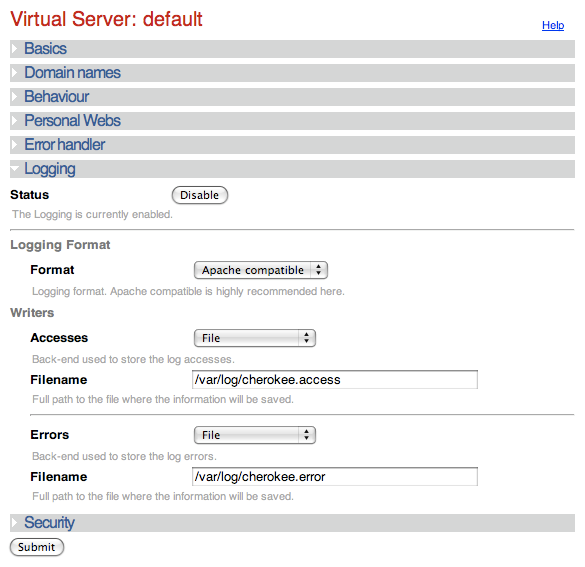 Virtual Server: default
Help
Basics
Domain names
Behaviour
Personal Webs
Error handler
Logging
Status Disable
The Logging is currently enabled.
Logging Format
Format Apache compatible
Logging format. Apache compatible is highly recommended here.
Writers
Accesses File
Back-end used to store the log accesses.
Filename /var/log/cherokee.access
Full path to the file where the information will be saved.
Errors File
Back-end used to store the log errors.
Filename /var/log/cherokee.error
Full path to the file where the information will be saved.
Security
Submit